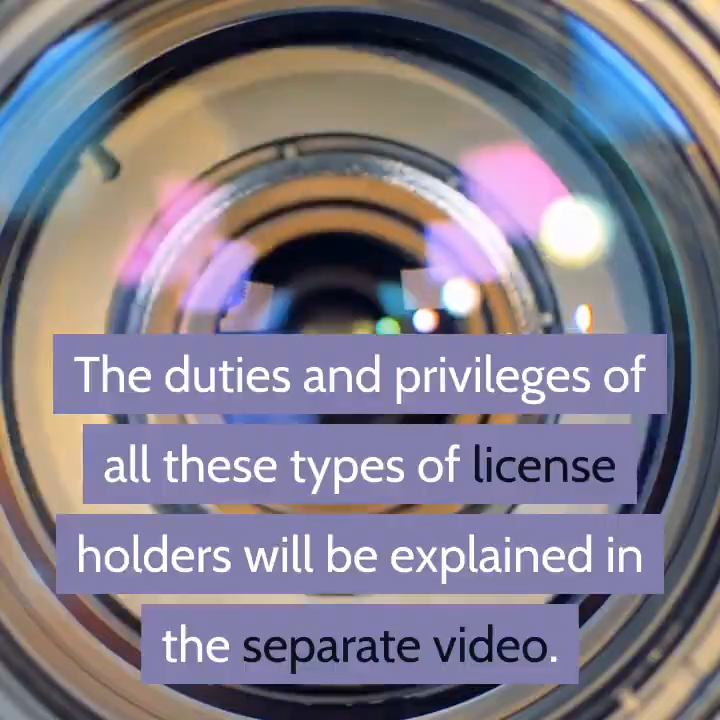 The duties and privileges of
all these types of license
holders will be explained in
the separate video.